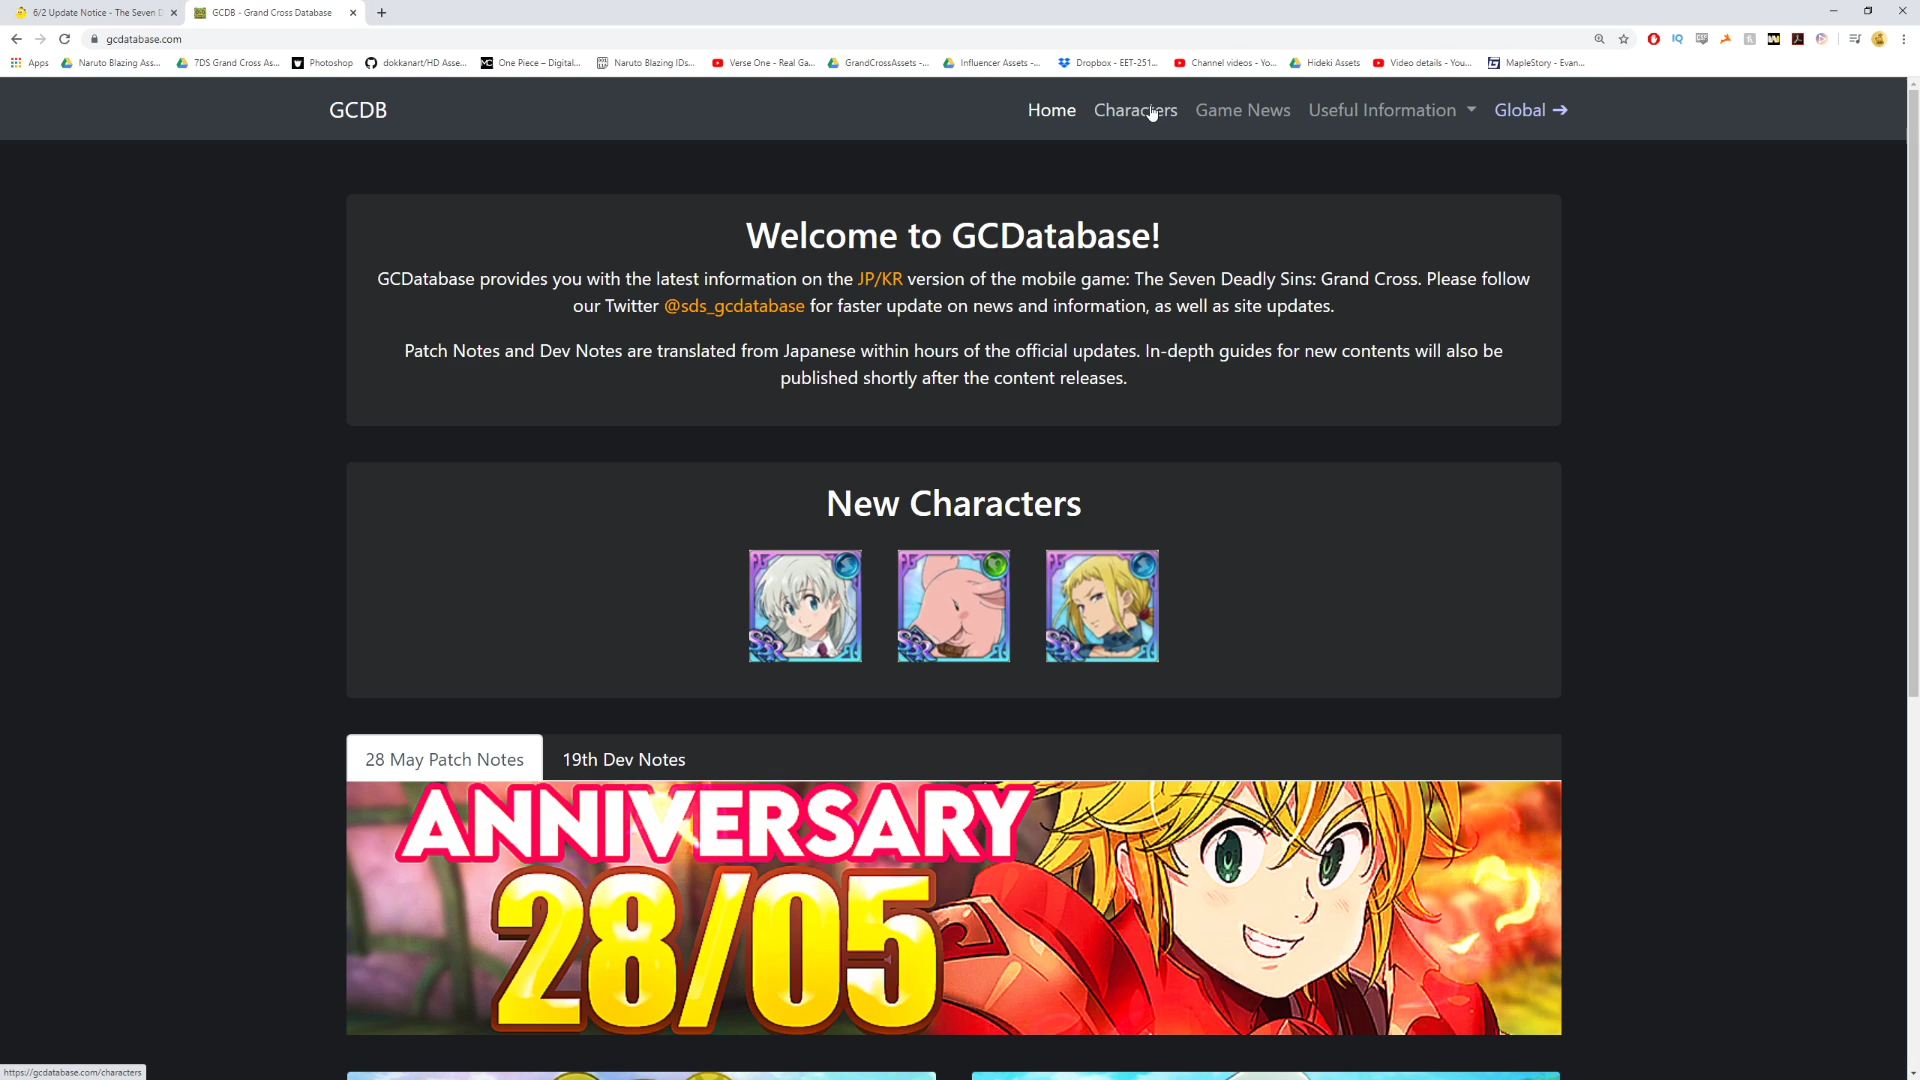 6/2 Update Notice - The Seven D
GCDB - Grand Cross Database
gcdatabase.com
Apps
Naruto Blazing Ass...
7DS Grand Cross As...
Photoshop
dokkanart/HD Asse...
One Piece – Digital...
Naruto Blazing IDs...
Verse One - Real Ga...
GrandCrossAssets -...
Influencer Assets -...
Dropbox - EET-251...
Channel videos - Yo...
Hideki Assets
Video details - You...
MapleStory - Evan...
GCDB
Home
Characters
Game News
Useful Information
Global →
Welcome to GCDatabase!
GCDatabase provides you with the latest information on the JP/KR version of the mobile game: The Seven Deadly Sins: Grand Cross. Please follow
our Twitter @sds_gcdatabase for faster update on news and information, as well as site updates.
Patch Notes and Dev Notes are translated from Japanese within hours of the official updates. In-depth guides for new contents will also be
published shortly after the content releases.
New Characters
28 May Patch Notes
19th Dev Notes
ANNIVERSARY
28/05
https://gcdatabase.com/characters